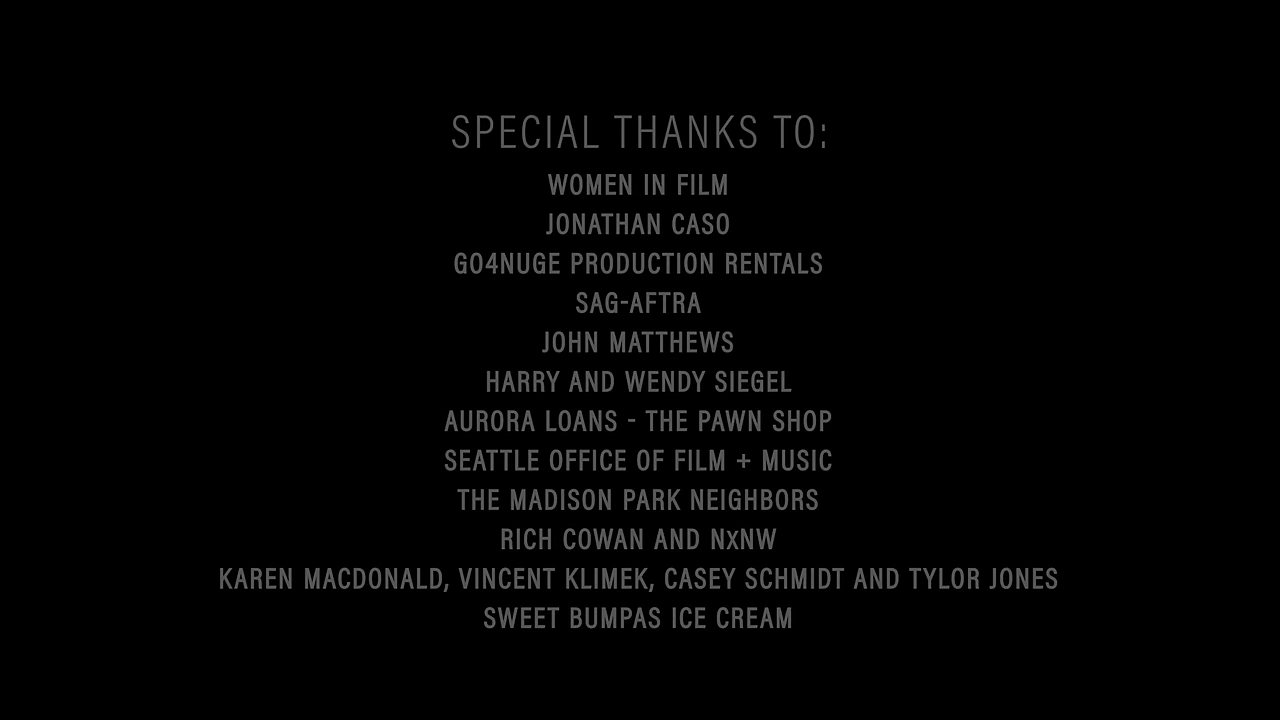 SPECIAL THANKS TO:
WOMEN IN FILM
JONATHAN CASO
GO4NUGE PRODUCTION RENTALS
SAG-AFTRA
JOHN MATTHEWS
HARRY AND WENDY SIEGEL
AURORA LOANS - THE PAWN SHOP
SEATTLE OFFICE OF FILM + MUSIC
THE MADISON PARK NEIGHBORS
RICH COWAN AND NxNW
KAREN MACDONALD, VINCENT KLIMEK, CASEY SCHMIDT AND TYLOR JONES
SWEET BUMPAS ICE CREAM